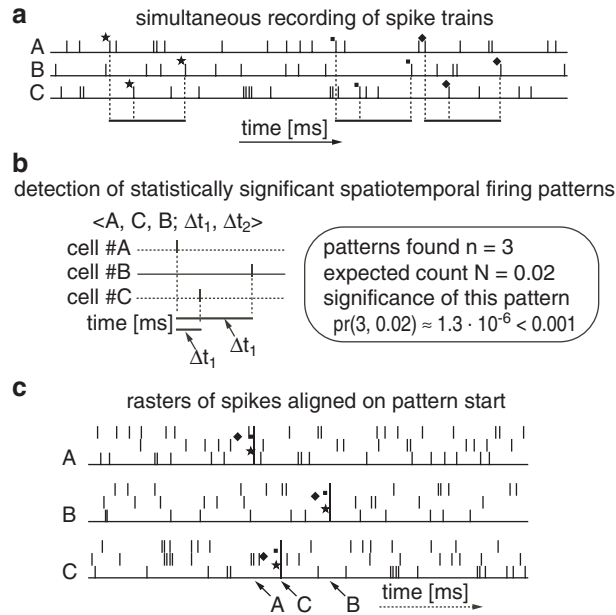 a simultaneous recording of spike trains
A
B
C
time [ms]
b
detection of statistically significant spatiotemporal firing patterns
<A, C, B; Δt1, Δt2>
cell #A
cell #B
cell #C
time [ms]
Δt1
Δt1
patterns found n = 3
expected count N = 0.02
significance of this pattern
pr(3, 0.02) ≈ 1.3 · 10-6 < 0.001
c
rasters of spikes aligned on pattern start
A
B
C
A C B time [ms]